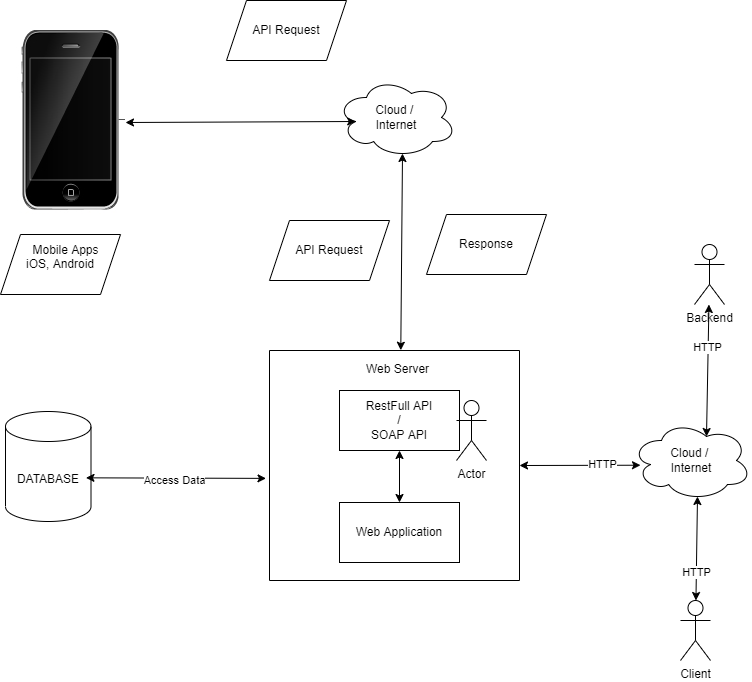 API Request
Cloud /
Internet
API Request
Response
Mobile Apps
iOS, Android
Backend
HTTP
Web Server
RestFull API
/
SOAP API
Actor
Web Application
DATABASE
Access Data
HTTP
Cloud /
Internet
HTTP
Client